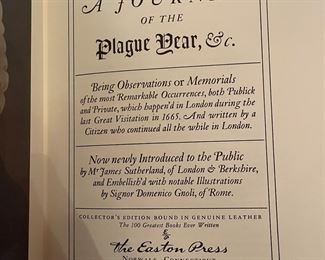 A JOURN
OF THE
Plague Year, &c.
Being Observations or Memorials
of the most Remarkable Occurrences, both Publick
and Private, which happen'd in London during the
last Great Visitation in 1665. And written by a
Citizen who continued all the while in London.
Now newly Introduced to the Public
by Mr James Sutherland, of London & Berkshire,
and Embellish'd with notable Illustrations
by Signor Domenico Gnoli, of Rome.
COLLECTOR'S EDITION BOUND IN GENUINE LEATHER
The 100 Greatest Books Ever Written
The Easton Press
NORWALK, CONNECTICUT